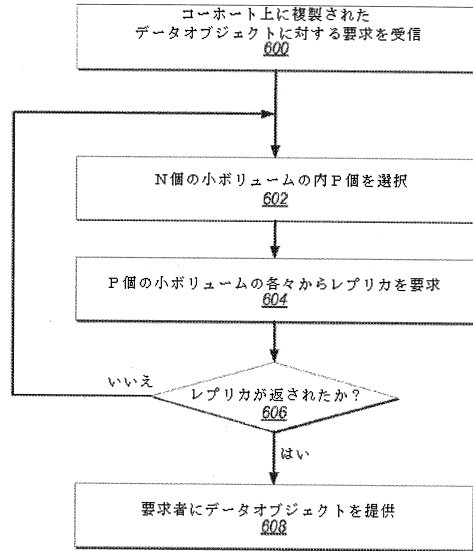 コーホート上に複製された
データオブジェクトに対する要求を受信
600
N個の小ボリュームの内P個を選択
602
P個の小ボリュームの各々からレプリカを要求
604
いいえ
レプリカが返されたか？
606
はい
要求者にデータオブジェクトを提供
608